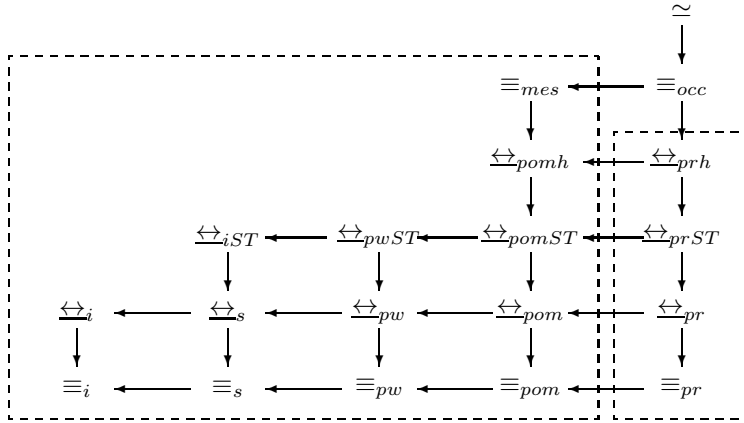 ≃
≡mes ≡occ
↔pomh ↔prh
↔iST ↔pwST ↔pomST ↔prST
↔i ↔s ↔pw ↔pom ↔pr
≡i ≡s ≡pw ≡pom ≡pr